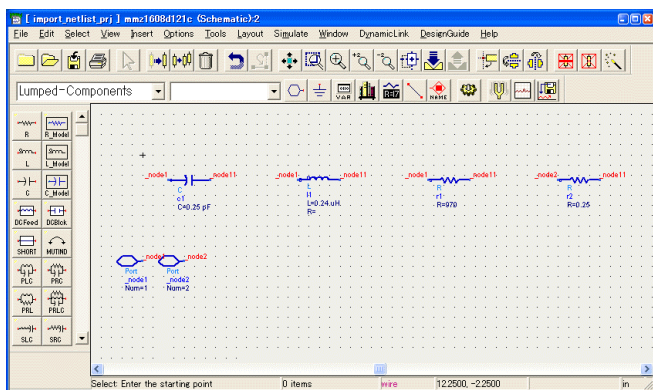 [ import_netlist_prj ] mmz1608d121c (Schematic):2
File Edit Select View Insert Options Tools Layout Simulate Window DynamicLink DesignGuide Help
Lumped-Components
VAR
NAME
R R_Model
L L_Model
C C_Model
DCFeed DCBlck
SHORT MUTIND
PLC PRC
PRL PRLC
SLC SRC
_node1 _node11 _node1 _node11 _node1 _node11 _node2 _node11
C
c1
C=0.25 pF
L
l1
L=0.24 uH
R=
R
r1
R=970
R
r2
R=0.25
_node1 _node2
Port Port
_node1 _node2
Num=1 Num=2
Select: Enter the starting point 0 items wire 12.2500, -2.2500 in